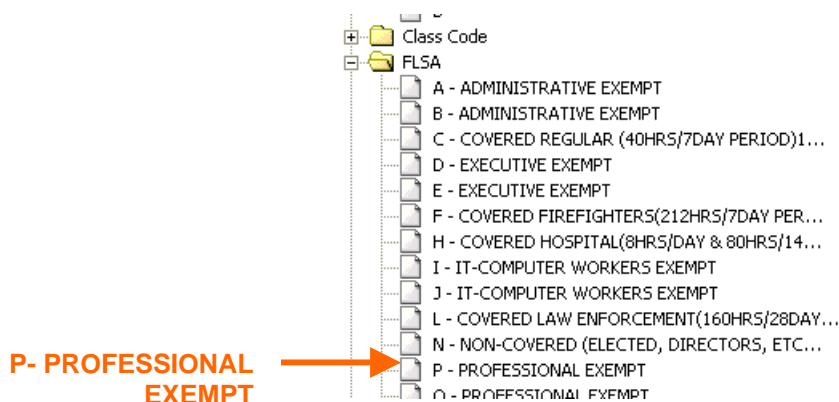 Class Code
FLSA
A - ADMINISTRATIVE EXEMPT
B - ADMINISTRATIVE EXEMPT
C - COVERED REGULAR (40HRS/7DAY PERIOD)1...
D - EXECUTIVE EXEMPT
E - EXECUTIVE EXEMPT
F - COVERED FIREFIGHTERS(212HRS/7DAY PER...
H - COVERED HOSPITAL(8HRS/DAY & 80HRS/14...
I - IT-COMPUTER WORKERS EXEMPT
J - IT-COMPUTER WORKERS EXEMPT
L - COVERED LAW ENFORCEMENT(160HRS/28DAY...
N - NON-COVERED (ELECTED, DIRECTORS, ETC...
P - PROFESSIONAL EXEMPT
PROFESSIONAL EXEMPT
P- PROFESSIONAL
EXEMPT